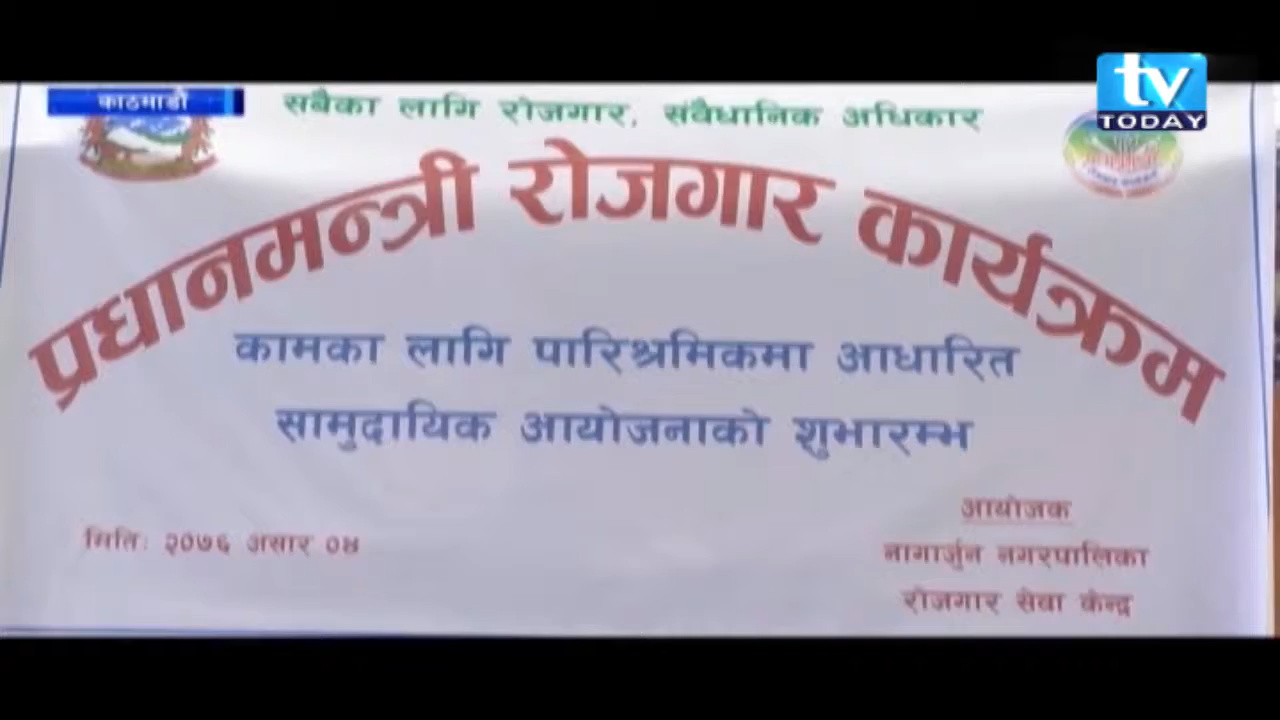 काठमाडौं
tv
TODAY
सबैका लागि रोजगार, संवैधानिक अधिकार
प्रधानमन्त्री रोजगार कार्यक्रम
कामका लागि पारिश्रमिकमा आधारित
सामुदायिक आयोजनाको शुभारम्भ
मिति: २०७६ असार ०४
आयोजक
नागार्जुन नगरपालिका
रोजगार सेवा केन्द्र